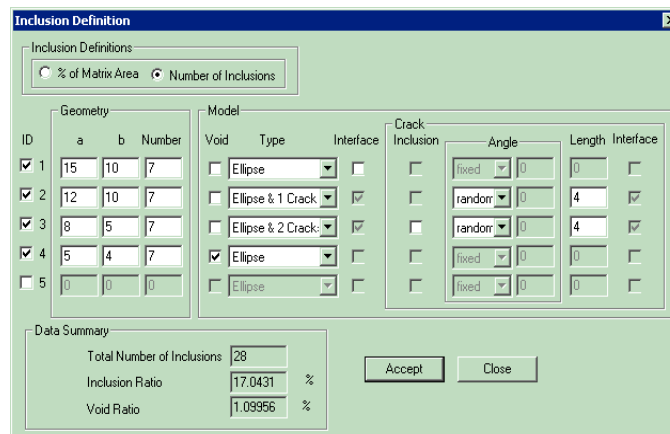 Inclusion Definition
Inclusion Definitions
% of Matrix Area Number of Inclusions
Geometry Model
Crack
ID a b Number Void Type Interface Inclusion Angle Length Interface
1 15 10 7 Ellipse fixed 0 0
2 12 10 7 Ellipse & 1 Crack random 0 4
3 8 5 7 Ellipse & 2 Crack: random 0 4
4 5 4 7 Ellipse fixed 0 0
5 0 0 0 Ellipse fixed 0 0
Data Summary
Total Number of Inclusions 28
Inclusion Ratio 17.0431 %
Void Ratio 1.09956 %
Accept Close